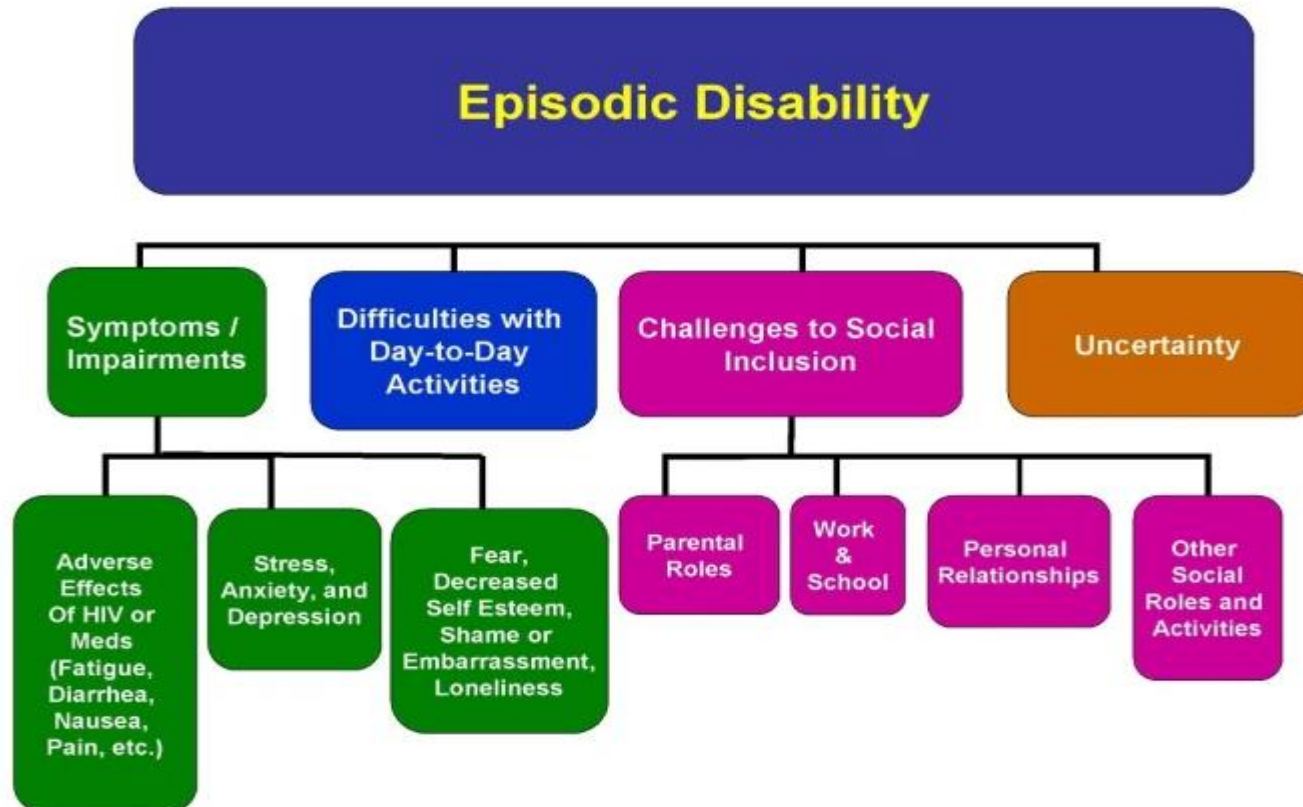 Episodic Disability
Symptoms /
Impairments
Difficulties with
Day-to-Day
Activities
Challenges to Social
Inclusion
Uncertainty
Adverse
Effects
Of HIV or
Meds
(Fatigue,
Diarrhea,
Nausea,
Pain, etc.)
Stress,
Anxiety, and
Depression
Fear,
Decreased
Self Esteem,
Shame or
Embarrassment,
Loneliness
Parental
Roles
Work
&
School
Personal
Relationships
Other
Social
Roles and
Activities